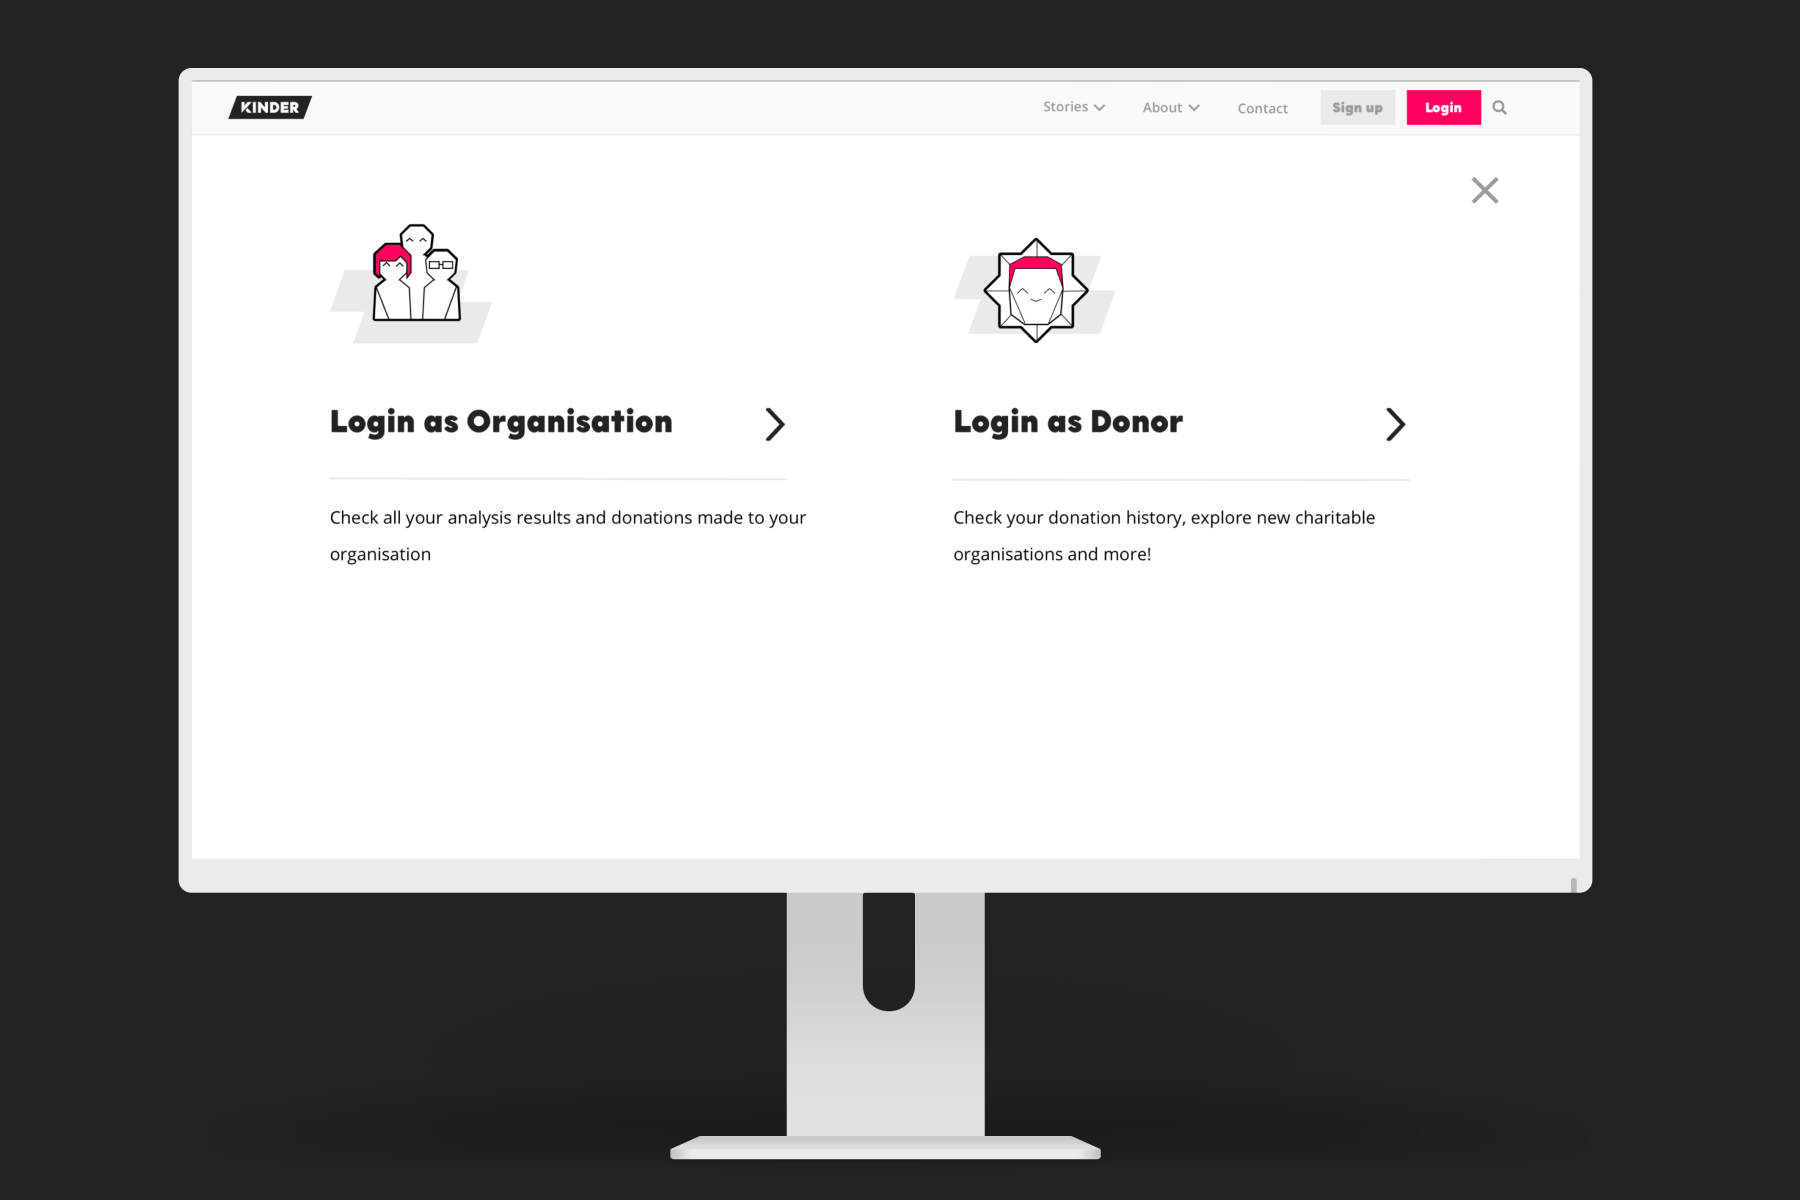 KINDER
Stories
About
Contact
Sign up
Login
Login as Organisation
Check all your analysis results and donations made to your
organisation
Login as Donor
Check your donation history, explore new charitable
organisations and more!